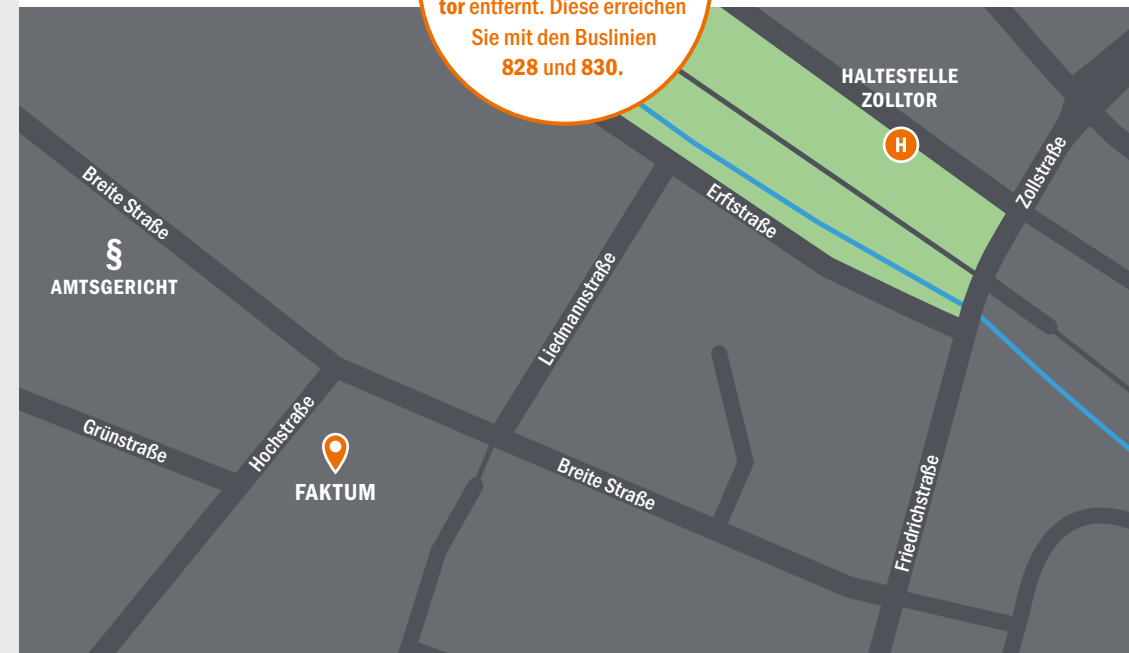 tor entfernt. Diese erreichen
Sie mit den Buslinien
828 und 830.
HALTESTELLE
ZOLLTOR
H
Zollstraße
Breite Straße
Erftstraße
§
AMTSGERICHT
Liedmannstraße
Hochstraße
Grünstraße
FAKTUM
Breite Straße
Friedrichstraße